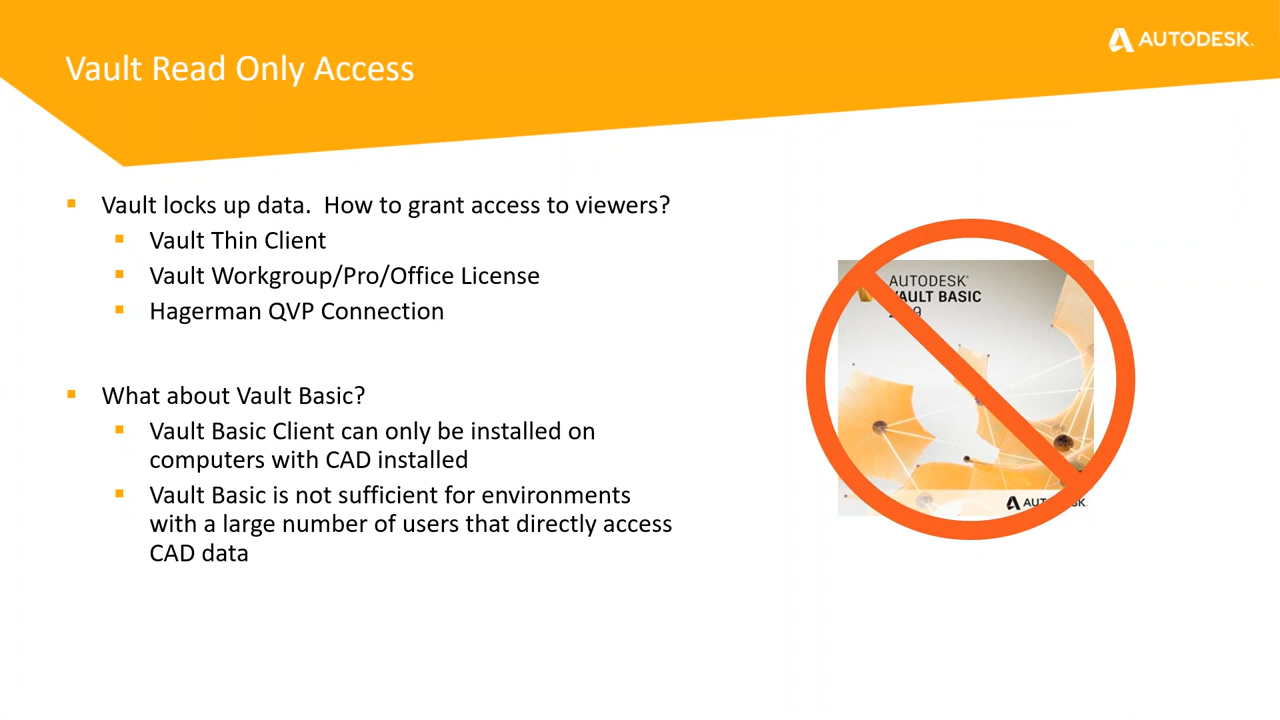 AUTODESK
Vault Read Only Access
Vault locks up data.  How to grant access to viewers?
Vault Thin Client
Vault Workgroup/Pro/Office License
Hagerman QVP Connection
What about Vault Basic?
Vault Basic Client can only be installed on
computers with CAD installed
Vault Basic is not sufficient for environments
with a large number of users that directly access
CAD data
AUTODESK
VAULT BASIC